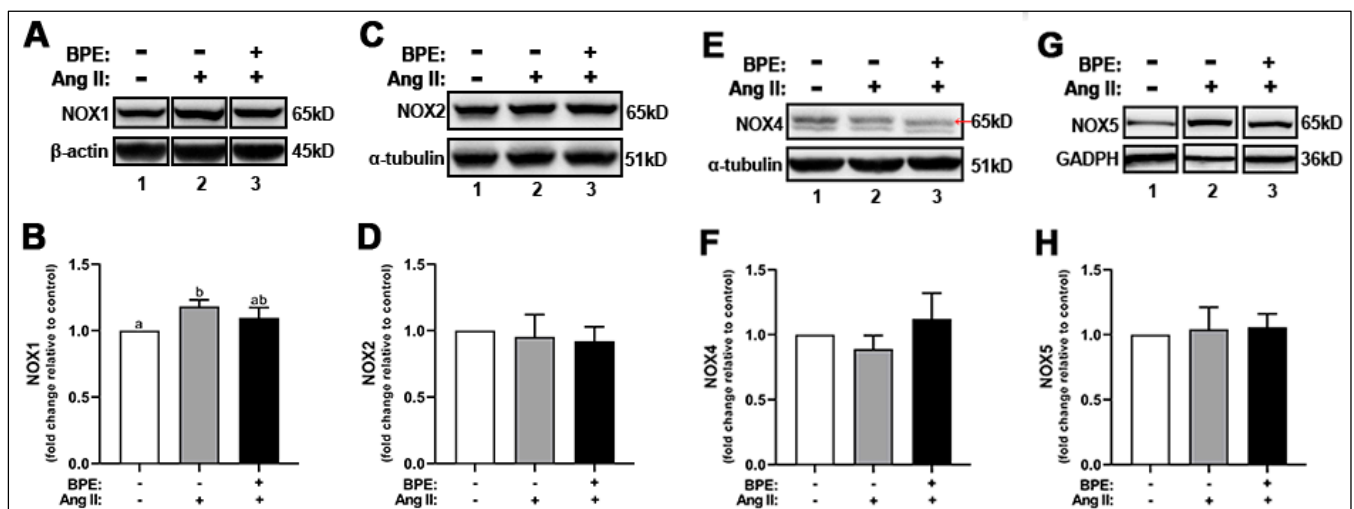 A
BPE: - - +
Ang II: - + +
NOX1 65kD
β-actin 45kD
1 2 3
C
BPE: - - +
Ang II: - + +
NOX2 65kD
α-tubulin 51kD
1 2 3
E
BPE: - - +
Ang II: - + +
NOX4 65kD
α-tubulin 51kD
1 2 3
G
BPE: - - +
Ang II: - + +
NOX5 65kD
GADPH 36kD
1 2 3
B
NOX1
(fold change relative to control)
1.5
1.0
0.5
0.0
a b ab
BPE: - - +
Ang II: - + +
D
NOX2
(fold change relative to control)
1.5
1.0
0.5
0.0
BPE: - - +
Ang II: - + +
F
NOX4
(fold change relative to control)
1.5
1.0
0.5
0.0
BPE: - - +
Ang II: - + +
H
NOX5
(fold change relative to control)
1.5
1.0
0.5
0.0
BPE: - - +
Ang II: - + +